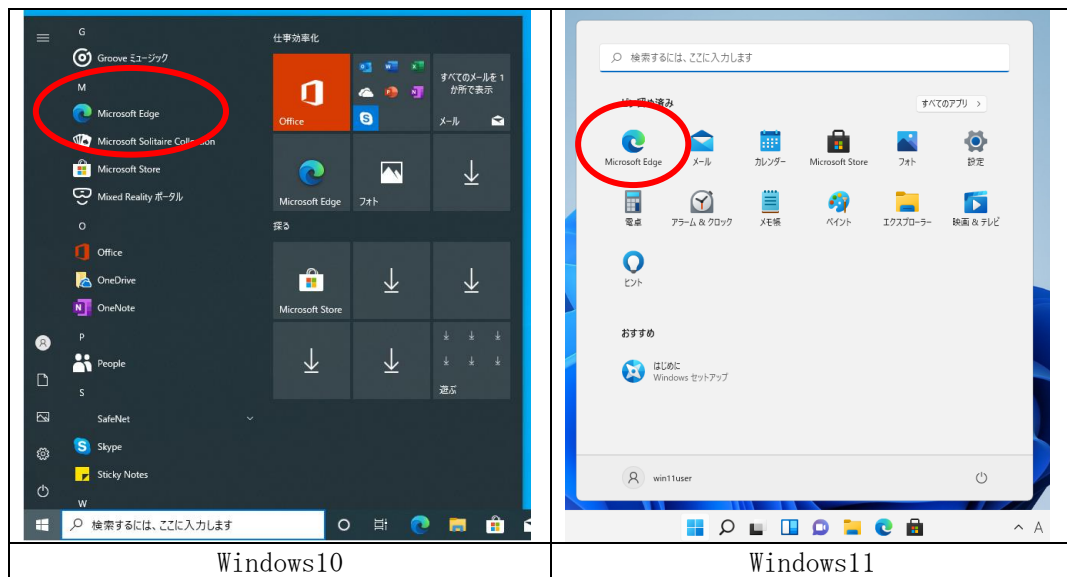 G
Groove ミュージック
M
Microsoft Edge
Microsoft Solitaire Collection
Microsoft Store
Mixed Reality ポータル
O
Office
OneDrive
OneNote
P
People
S
SafeNet
Skype
Sticky Notes
W
検索するには、ここに入力します
仕事効率化
Office
すべてのメールを 1
か所で表示
メール
Microsoft Edge
フォト
探る
Microsoft Store
遊ぶ
Windows10
検索するには、ここに入力します
ピン留め済み
すべてのアプリ >
Microsoft Edge
メール
カレンダー
Microsoft Store
フォト
設定
電卓
アラーム & クロック
メモ帳
ペイント
エクスプローラー
映画 & テレビ
ヒント
おすすめ
はじめに
Windows セットアップ
win11user
A
Windows11